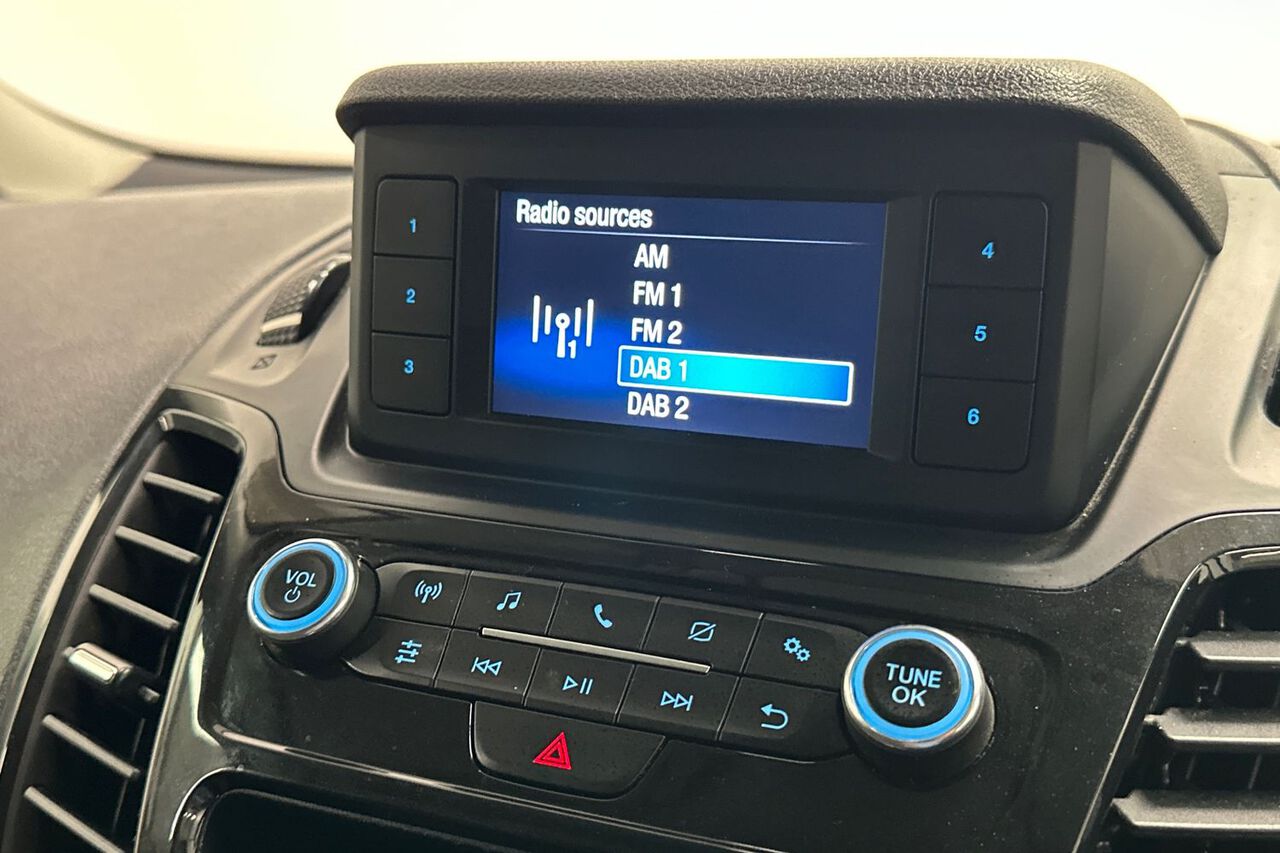 Radio sources
AM
FM 1
FM 2
DAB 1
DAB 2
1
1
2
3
4
5
6
VOL
TUNE
OK